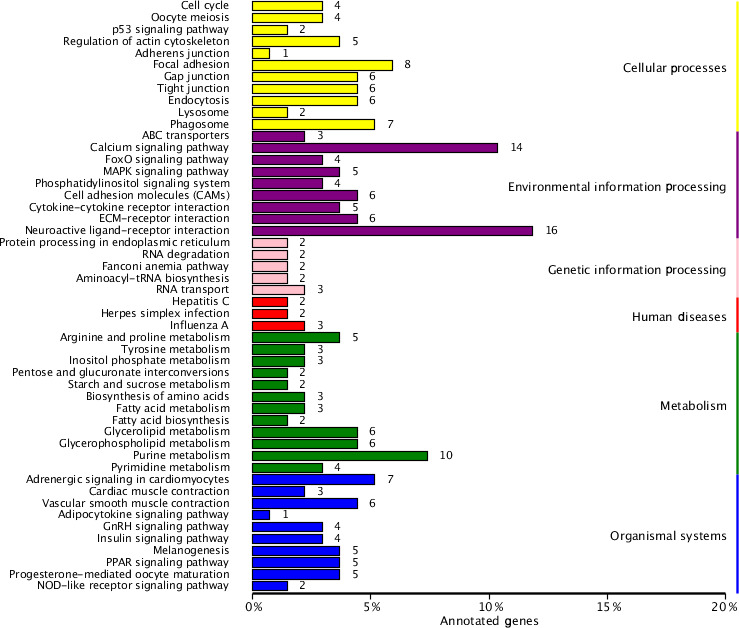 Cell cycle 4
Oocyte meiosis 4
p53 signaling pathway 2
Regulation of actin cytoskeleton 5
Adherens junction 1
Focal adhesion 8
Cellular processes
Gap junction 6
Tight junction 6
Endocytosis 6
Lysosome 2
Phagosome 7
ABC transporters 3
Calcium signaling pathway 14
FoxO signaling pathway 4
MAPK signaling pathway 5
Phosphatidylinositol signaling system 4
Environmental information processing
Cell adhesion molecules (CAMs) 6
Cytokine-cytokine receptor interaction 5
ECM-receptor interaction 6
Neuroactive ligand-receptor interaction 16
Protein processing in endoplasmic reticulum 2
RNA degradation 2
Fanconi anemia pathway 2
Genetic information processing
Aminoacyl-tRNA biosynthesis 2
RNA transport 3
Hepatitis C 2
Herpes simplex infection 2
Human diseases
Influenza A 3
Arginine and proline metabolism 5
Tyrosine metabolism 3
Inositol phosphate metabolism 3
Pentose and glucuronate interconversions 2
Starch and sucrose metabolism 2
Biosynthesis of amino acids 3
Fatty acid metabolism 3
Metabolism
Fatty acid biosynthesis 2
Glycerolipid metabolism 6
Glycerophospholipid metabolism 6
Purine metabolism 10
Pyrimidine metabolism 4
Adrenergic signaling in cardiomyocytes 7
Cardiac muscle contraction 3
Vascular smooth muscle contraction 6
Adipocytokine signaling pathway 1
GnRH signaling pathway 4
Insulin signaling pathway 4
Organismal systems
Melanogenesis 5
PPAR signaling pathway 5
Progesterone-mediated oocyte maturation 5
NOD-like receptor signaling pathway 2
0% 5% 10% 15% 20%
Annotated genes